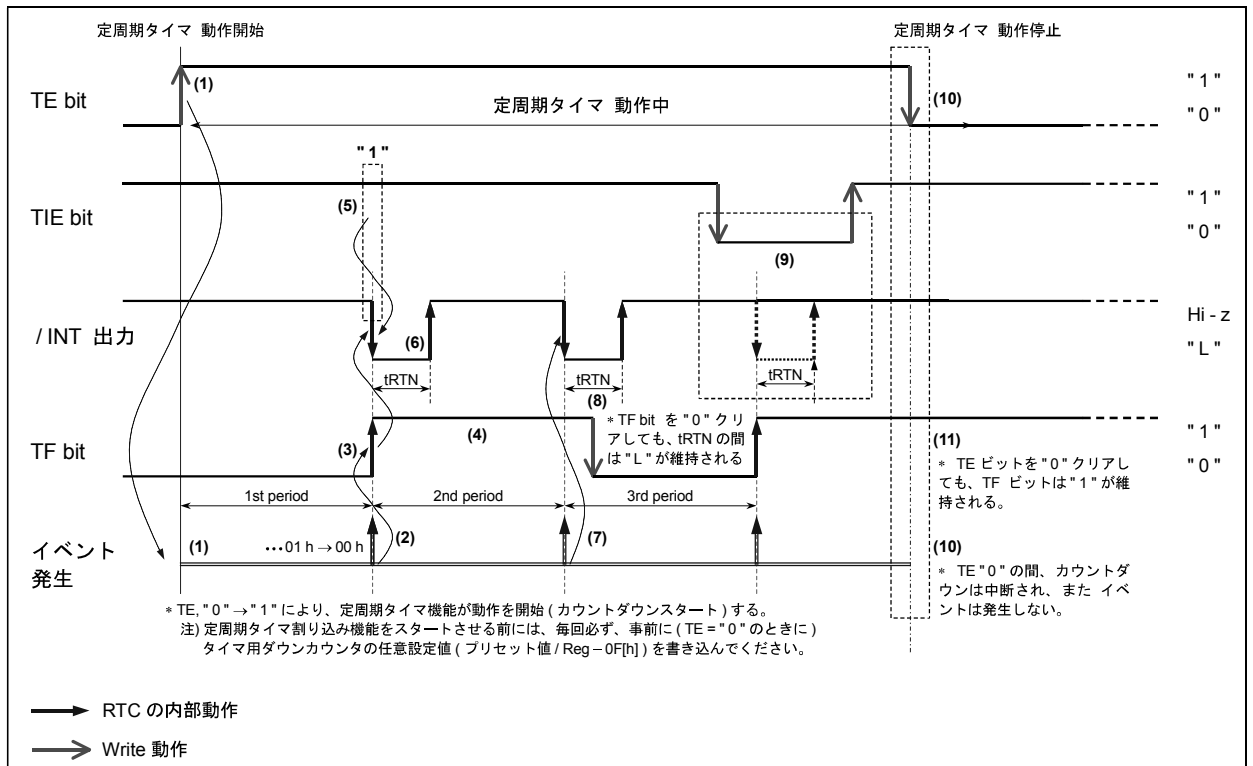 定周期タイマ 動作開始
定周期タイマ 動作停止
TE bit
(1)
定周期タイマ 動作中
(10)
" 1 "
" 0 "
" 1 "
TIE bit
(5)
(9)
" 1 "
" 0 "
/ INT 出力
(6)
tRTN
tRTN
(8)
tRTN
Hi - z
" L "
TF bit
(3)
(4)
* TF bit を " 0 " クリ
アしても、tRTN の間
は " L " が維持される
(11)
* TE ビットを " 0 " クリアし
ても、TF ビットは " 1 " が維
持される。
" 1 "
" 0 "
1st period
2nd period
3rd period
イベント
発生
(1)
•••01 h → 00 h
(2)
(7)
(10)
* TE " 0 " の間、カウントダ
ウンは中断され、また イベ
ントは発生しない。
* TE, " 0 " → " 1 " により、定周期タイマ機能が動作を開始 ( カウントダウンスタート ) する。
注) 定周期タイマ割り込み機能をスタートさせる前には、毎回必ず、事前に ( TE = " 0 " のときに )
タイマ用ダウンカウンタの任意設定値 ( プリセット値 / Reg – 0F[h] ) を書き込んでください。
RTC の内部動作
Write 動作